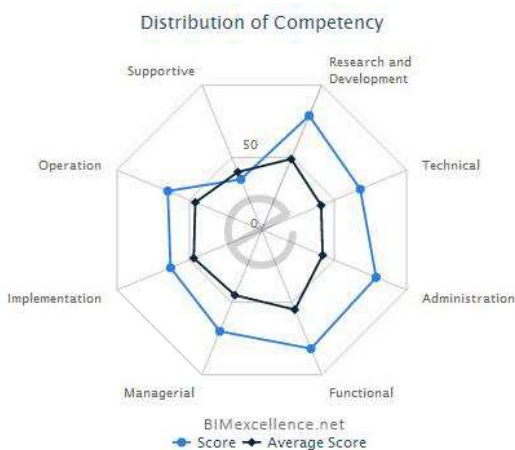 Distribution of Competency
Supportive
Research and
Development
50
Operation
Technical
0
Implementation
Administration
Managerial
Functional
BIMexcellence.net
Score
Average Score